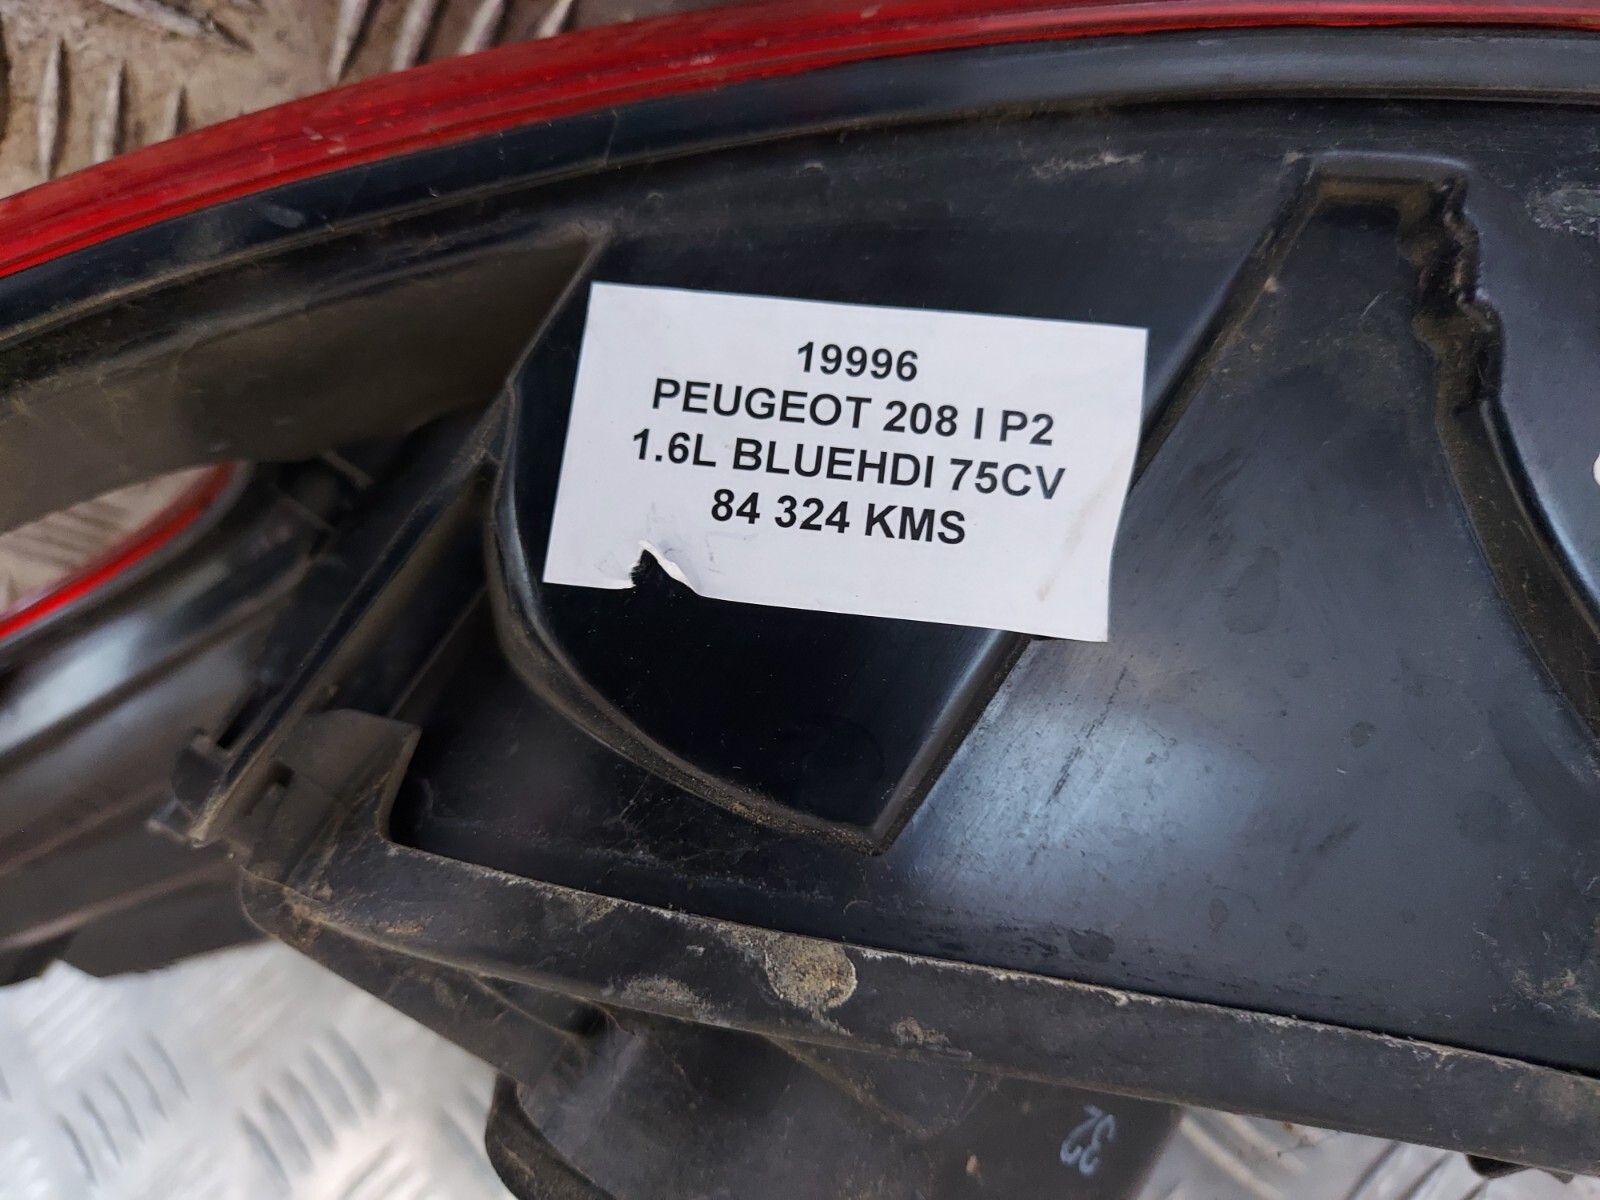 19996
PEUGEOT 208 I P2
1.6L BLUEHDI 75CV
84 324 KMS